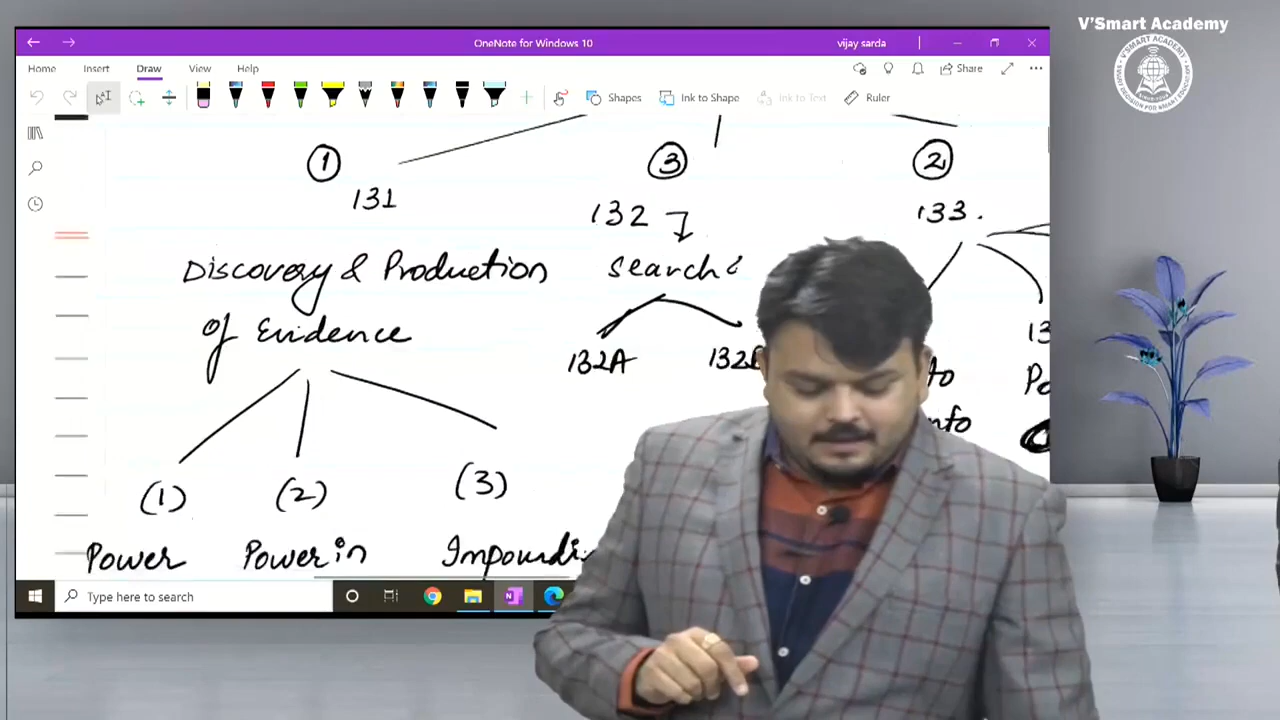 V'Smart Academy
OneNote for Windows 10
vijay sarda
Home Insert Draw View Help
Share
Shapes Ink to Shape Ink to Text Ruler
1 3 2
131 132 133.
Discovery & Production
of Evidence
Search &
132A
(1) (2) (3)
Power Power in
to
Type here to search